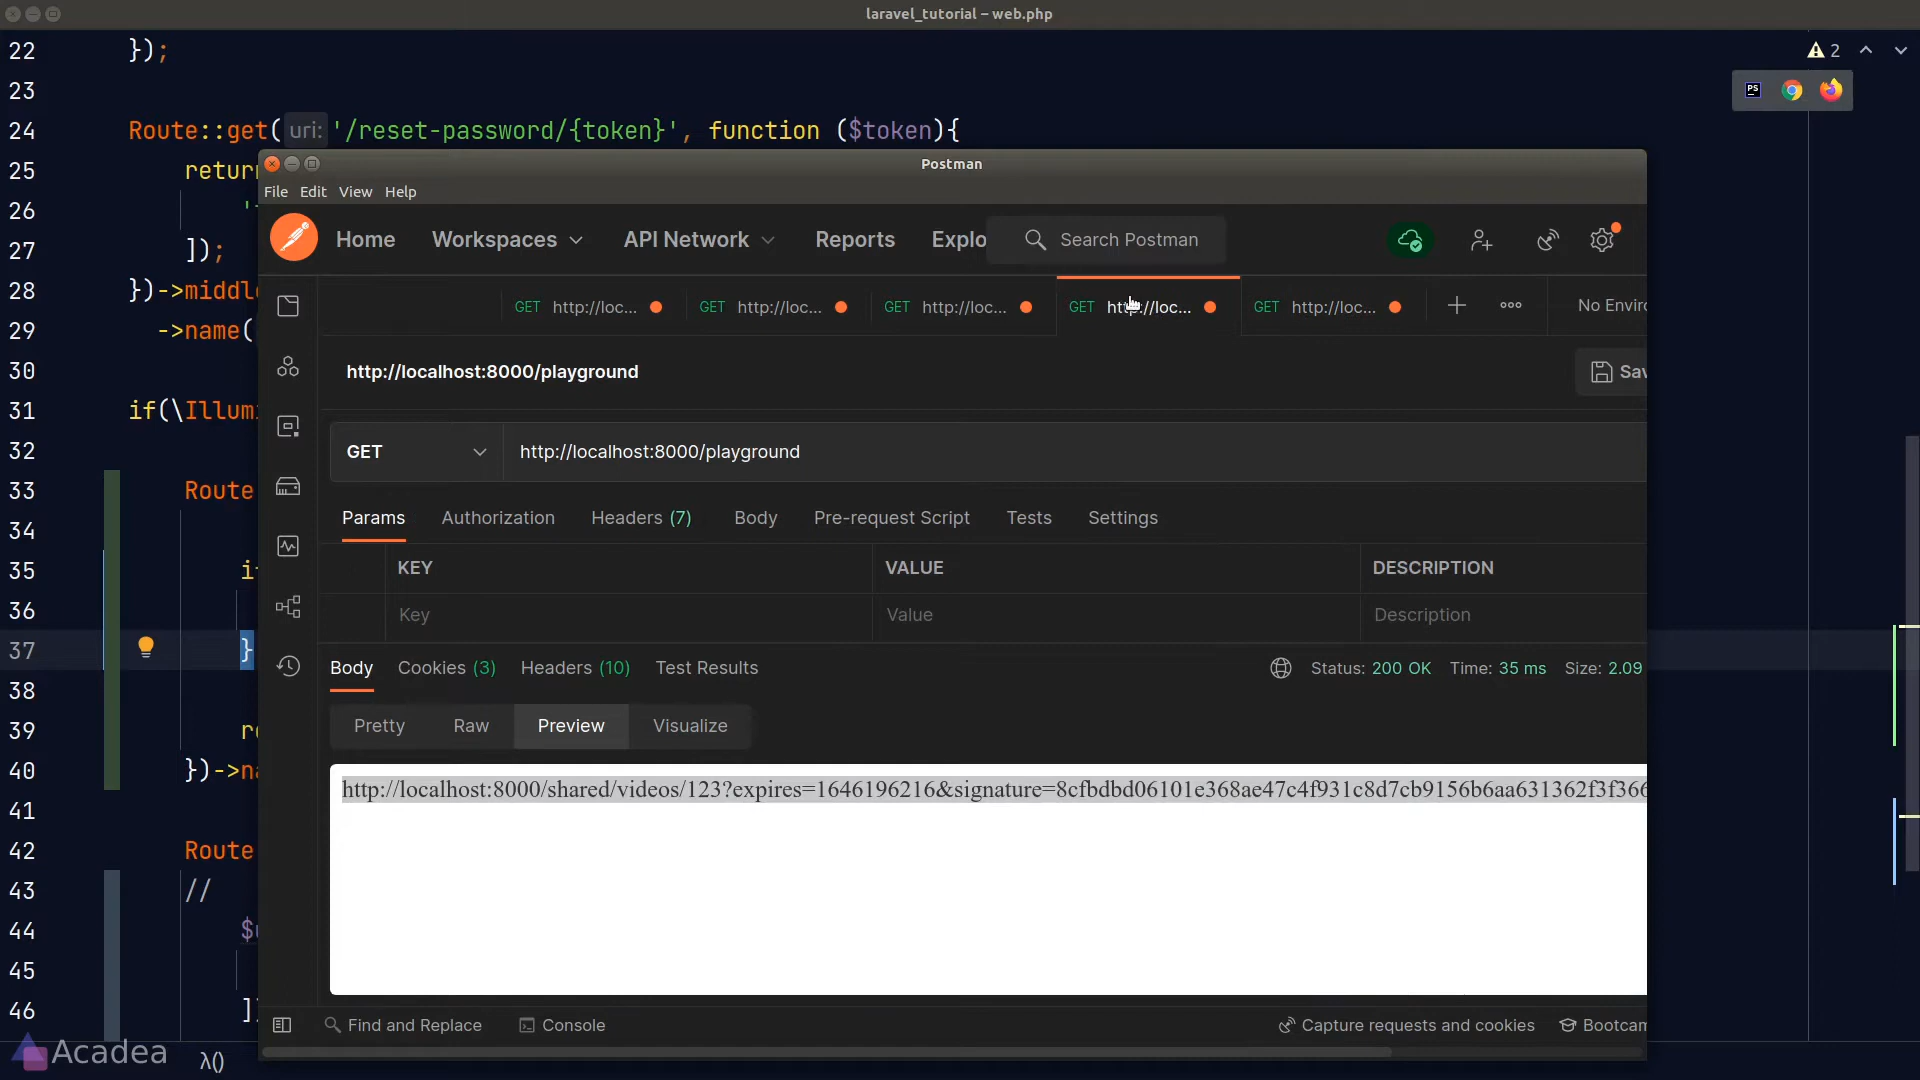 laravel_tutorial – web.php
22 });
2
23
24 Route::get( uri: '/reset-password/{token}', function ($token){
25 return
26
27 ]);
28 })->middle
29 ->name(
30
31 if(\Illum
32
33 Route
34
35
36
37 }
38
39
40 })->na
41
42 Route
43 //
44
45
46 ]
λ()
Acadea
PS
Postman
File Edit View Help
Home Workspaces API Network Reports Explo Search Postman
GET http://loc... GET http://loc... GET http://loc... GET http://loc... GET http://loc... No Enviro
http://localhost:8000/playground
Sav
GET http://localhost:8000/playground
Params Authorization Headers (7) Body Pre-request Script Tests Settings
KEY VALUE DESCRIPTION
Key Value Description
Body Cookies (3) Headers (10) Test Results Status: 200 OK Time: 35 ms Size: 2.09
Pretty Raw Preview Visualize
http://localhost:8000/shared/videos/123?expires=1646196216&signature=8cfbdbd06101e368ae47c4f931c8d7cb9156b6aa631362f3f366
Find and Replace Console Capture requests and cookies Bootcam